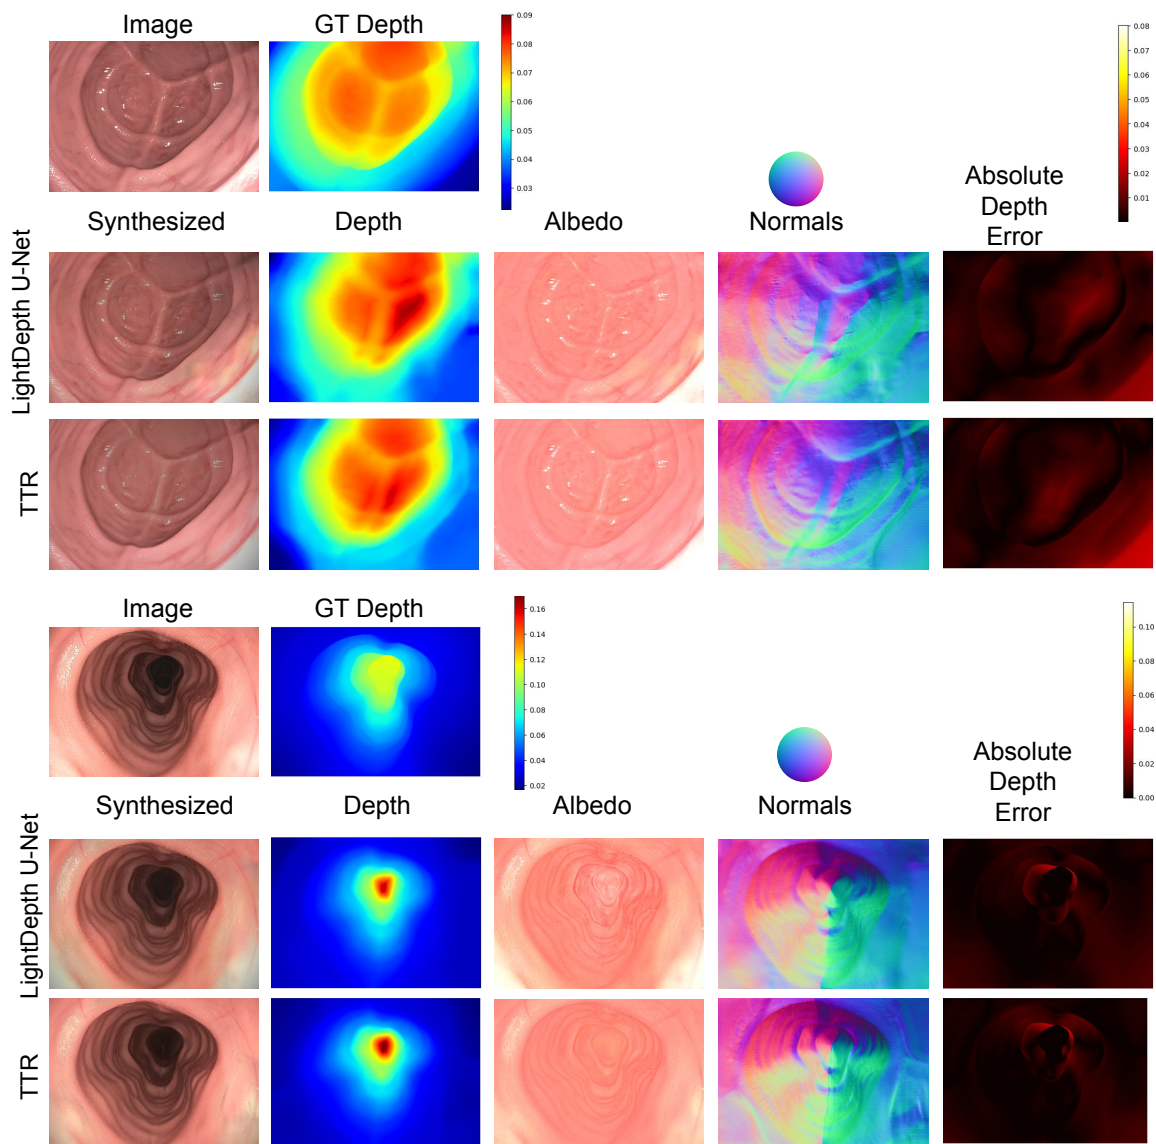 Image GT Depth
0.09
0.08
0.07
0.06
0.05
0.04
0.03
0.08
0.07
0.06
0.05
0.04
0.03
0.02
0.01
Absolute
Depth
Error
Synthesized Depth Albedo Normals
LightDepth U-Net
TTR
Image GT Depth
0.16
0.14
0.12
0.10
0.08
0.06
0.04
0.02
0.10
0.08
0.06
0.04
0.02
0.00
Absolute
Depth
Error
Synthesized Depth Albedo Normals
LightDepth U-Net
TTR